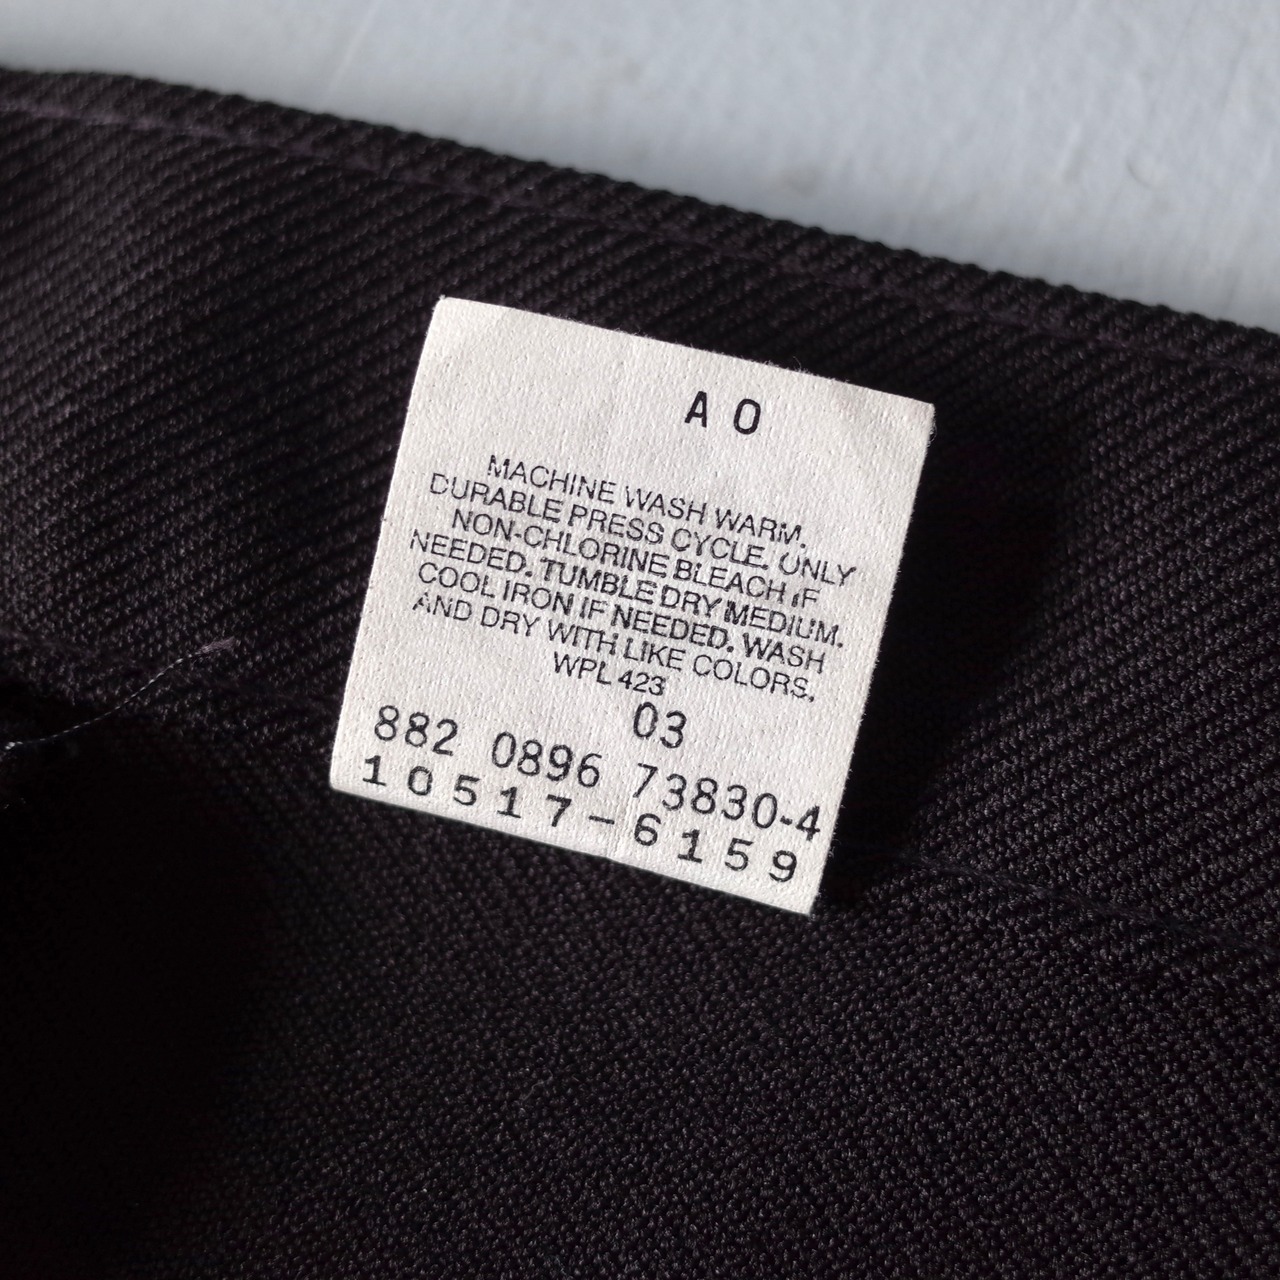 A O
MACHINE WASH WARM.
DURABLE PRESS CYCLE. ONLY
NON-CHLORINE BLEACH IF
NEEDED. TUMBLE DRY MEDIUM.
COOL IRON IF NEEDED. WASH
AND DRY WITH LIKE COLORS.
WPL 423
03
882 0896 73830-4
10517-6159